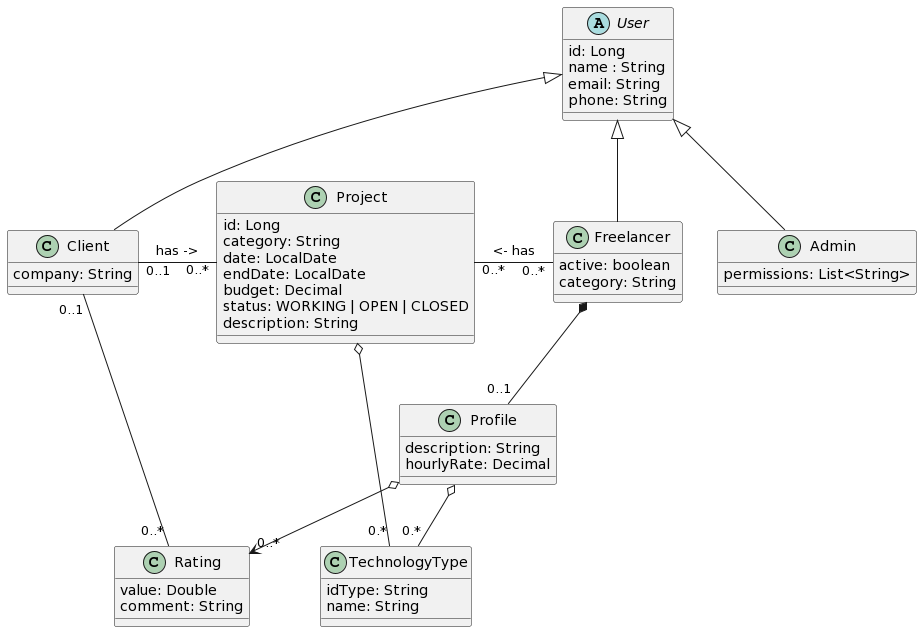 A User
id: Long
name : String
email: String
phone: String
C Project
id: Long
category: String
date: LocalDate
endDate: LocalDate
budget: Decimal
status: WORKING | OPEN | CLOSED
description: String
C Client
company: String
has ->
0..1
0..*
<- has
0..*
0..*
C Freelancer
active: boolean
category: String
C Admin
permissions: List<String>
0..1
0..1
C Profile
description: String
hourlyRate: Decimal
0..*
0..*
0..*
0..*
C Rating
value: Double
comment: String
C TechnologyType
idType: String
name: String